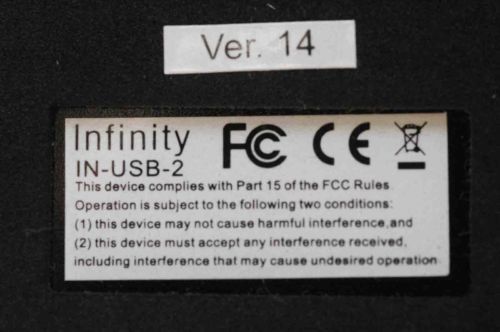 Ver. 14
Infinity FC CE
IN-USB-2
This device complies with Part 15 of the FCC Rules
Operation is subject to the following two conditions:
(1) this device may not cause harmful interference,and
(2) this device must accept any interference received,
including interference that may cause undesired operation